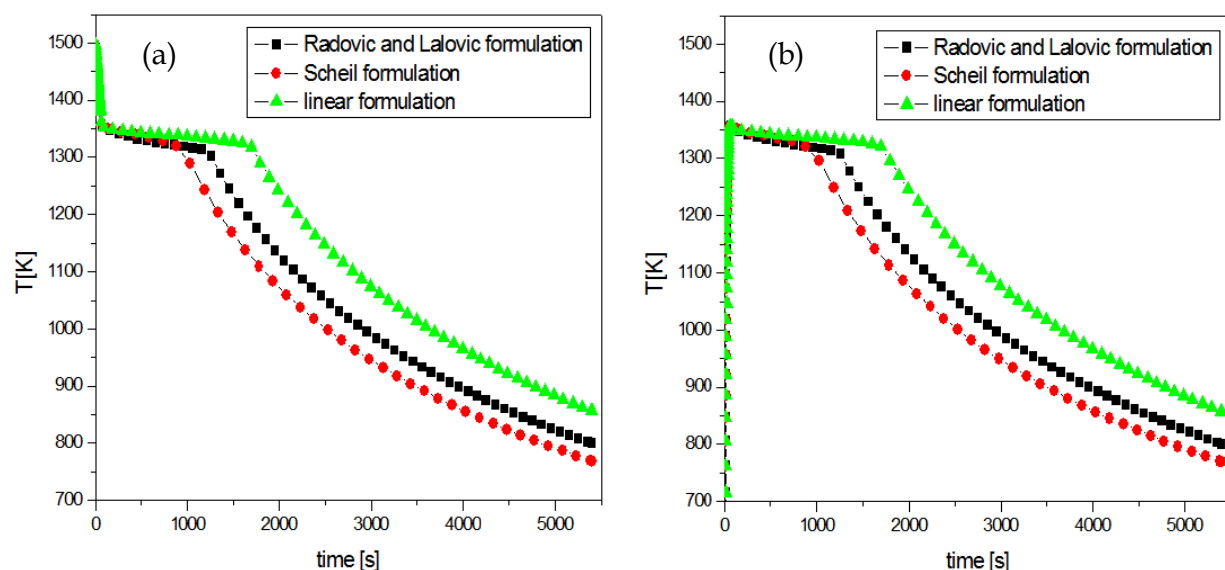 (a)
Radovic and Lalovic formulation
Scheil formulation
linear formulation
1500
1400
1300
1200
1100
1000
900
800
700
T[K]
0 1000 2000 3000 4000 5000
time [s]
(b)
Radovic and Lalovic formulation
Scheil formulation
linear formulation
1500
1400
1300
1200
1100
1000
900
800
700
T[K]
0 1000 2000 3000 4000 5000
time [s]